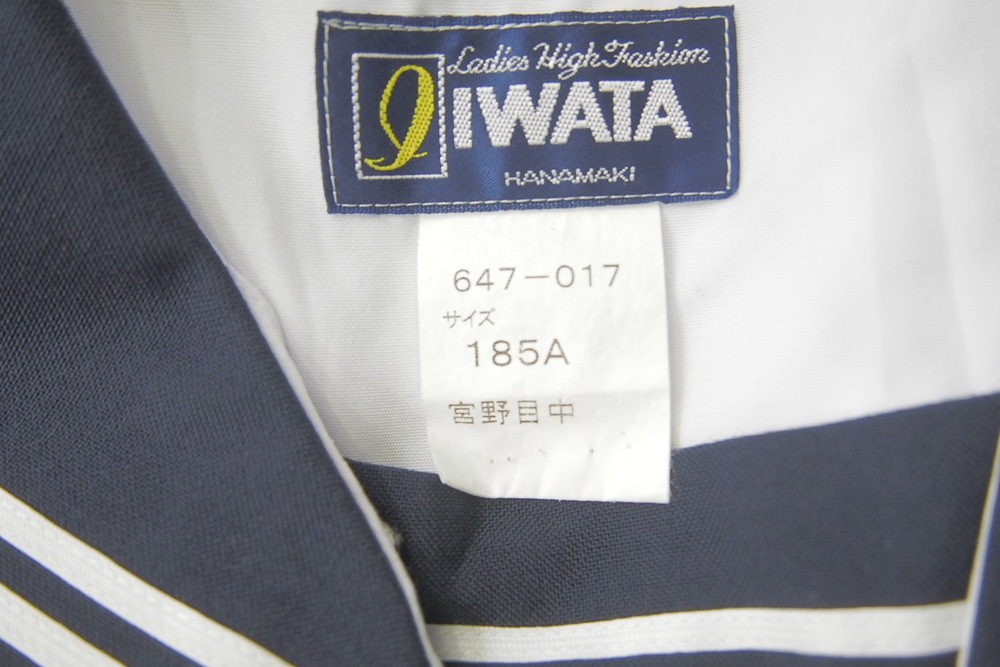 Ladies High Fashion
IWATA
HANAMAKI
647-017
サイズ
185A
宮野目中